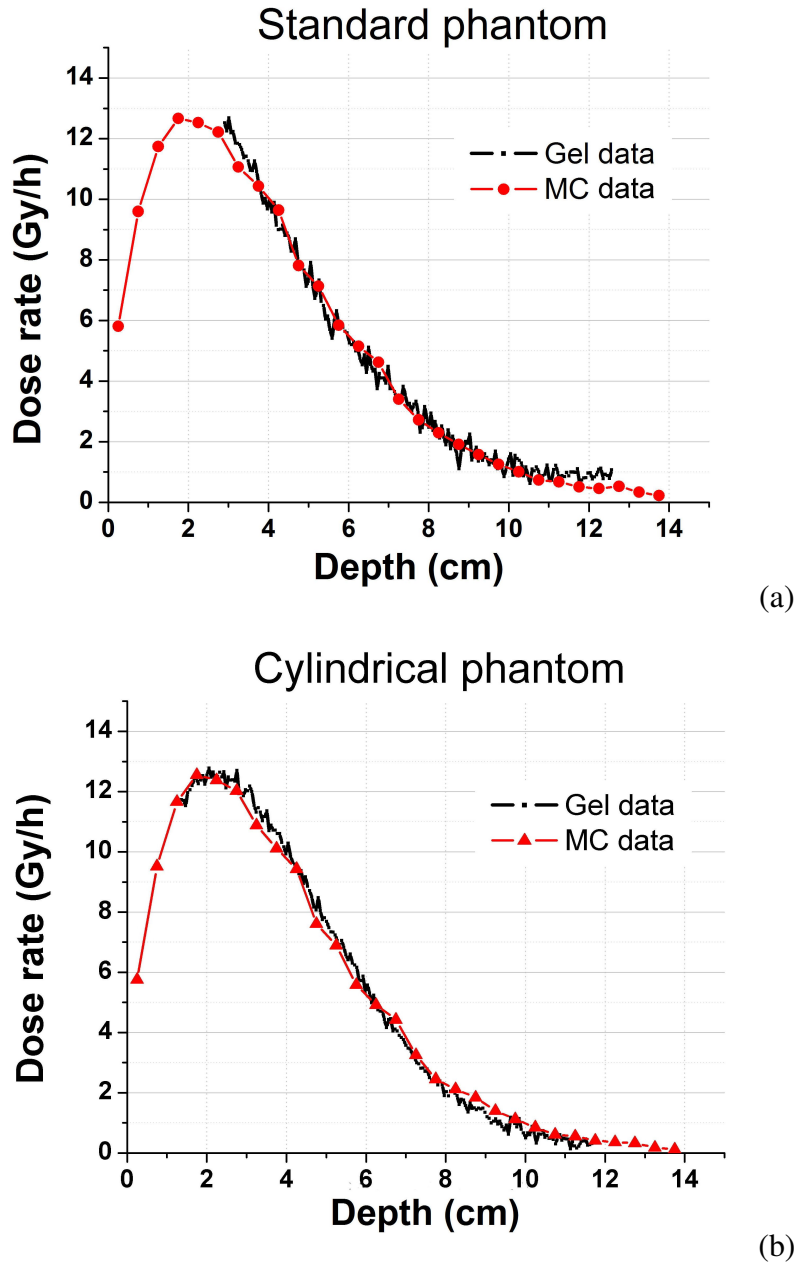 Standard phantom
14
12
10
8
6
4
2
0
Dose rate (Gy/h)
Gel data
MC data
0 2 4 6 8 10 12 14
Depth (cm)
(a)
Cylindrical phantom
14
12
10
8
6
4
2
0
Dose rate (Gy/h)
Gel data
MC data
0 2 4 6 8 10 12 14
Depth (cm)
(b)